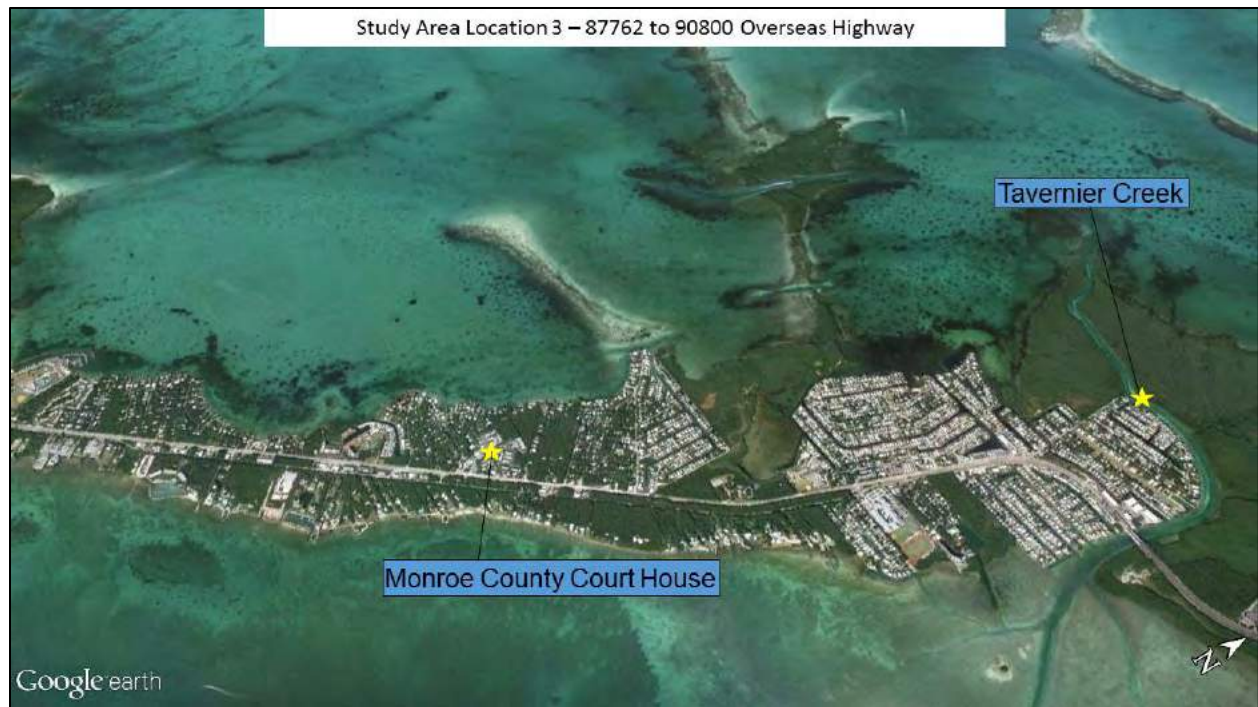 Study Area Location 3 – 87762 to 90800 Overseas Highway
Tavernier Creek
Monroe County Court House
N
Google earth